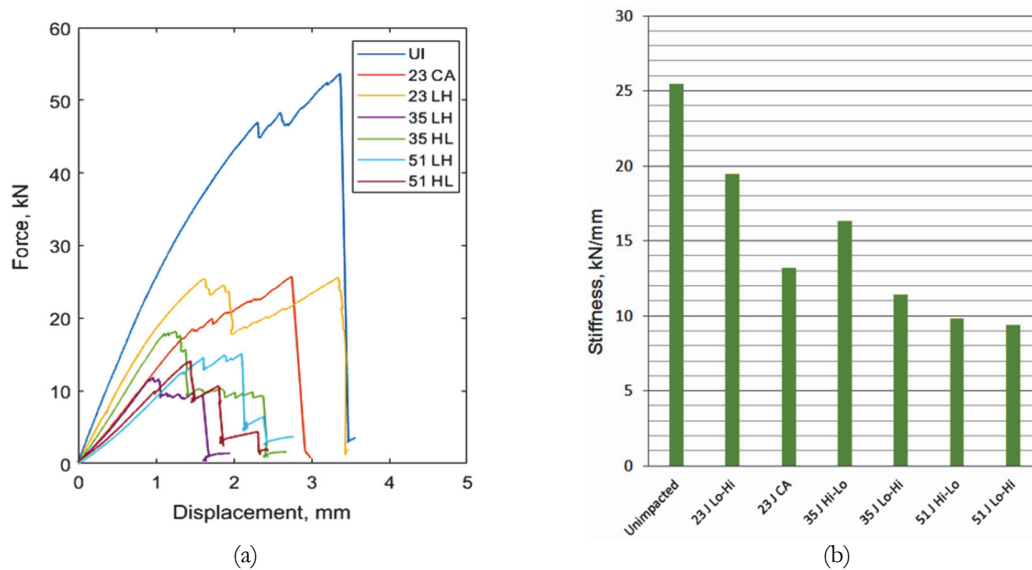 60
50
40
30
20
10
0
Force, kN
0 1 2 3 4 5
Displacement, mm
UI
23 CA
23 LH
35 LH
35 HL
51 LH
51 HL
(a)
30
25
20
15
10
5
0
Stiffness, kN/mm
Unimpacted
23 J Lo-Hi
23 J CA
35 J Hi-Lo
35 J Lo-Hi
51 J Hi-Lo
51 J Lo-Hi
(b)